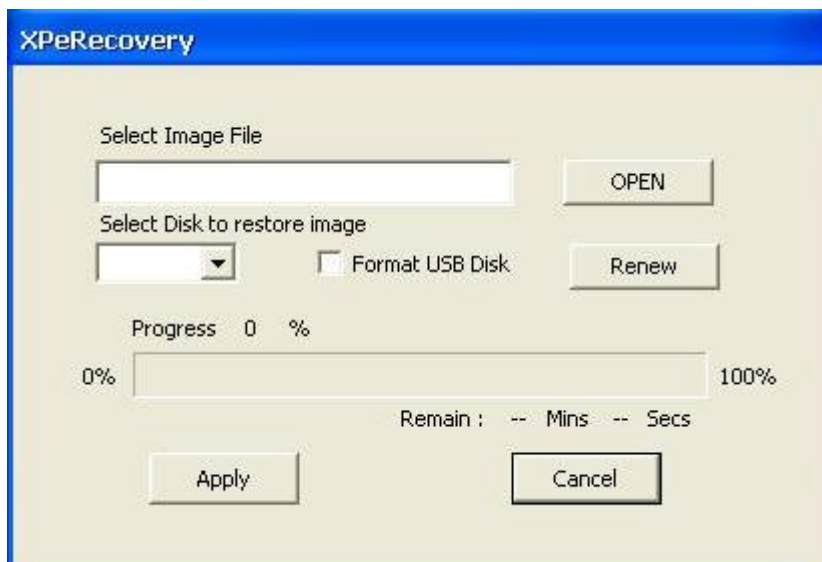 XPeRecovery
Select Image File
OPEN
Select Disk to restore image
Format USB Disk
Renew
Progress 0 %
0%
100%
Remain : -- Mins -- Secs
Apply
Cancel